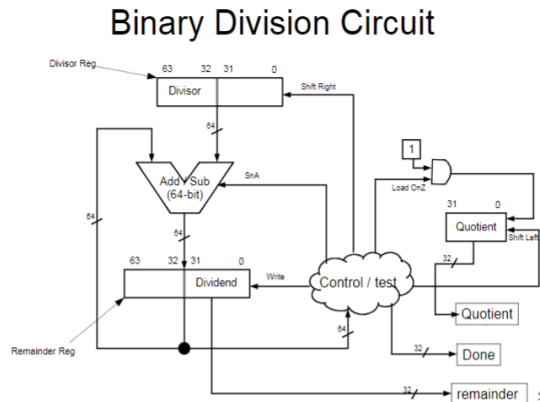 Binary Division Circuit
Divisor Reg
63 32 31 0
Divisor
Shift Right
64
1
64
Add / Sub
(64-bit)
SnA
Load OnZ
31 0
Quotient
Shift Left
64
63 32 31 0
Dividend
Write
Control / test
32
Quotient
64
Remainder Reg
32
Done
32
remainder